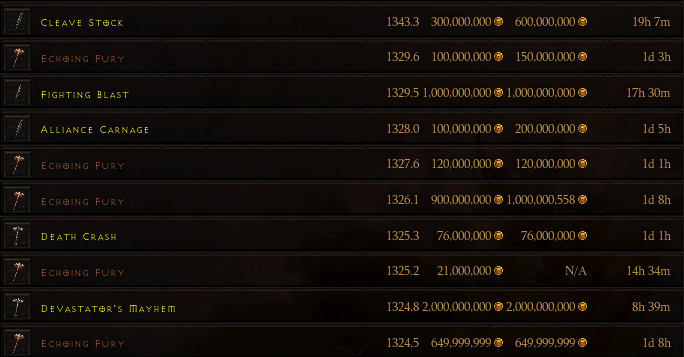 Cleave Stock 1343.3 300,000,000 600,000,000 19h 7m
Echoing Fury 1329.6 100,000,000 150,000,000 1d 3h
Fighting Blast 1329.5 1,000,000,000 1,000,000,000 17h 30m
Alliance Carnage 1328.0 100,000,000 200,000,000 1d 5h
Echoing Fury 1327.6 120,000,000 120,000,000 1d 1h
Echoing Fury 1326.1 900,000,000 1,000,000,558 1d 8h
Death Crash 1325.3 76,000,000 76,000,000 1d 1h
Echoing Fury 1325.2 21,000,000 N/A 14h 34m
Devastator's Mayhem 1324.8 2,000,000,000 2,000,000,000 8h 39m
Echoing Fury 1324.5 649,999,999 649,999,999 1d 8h